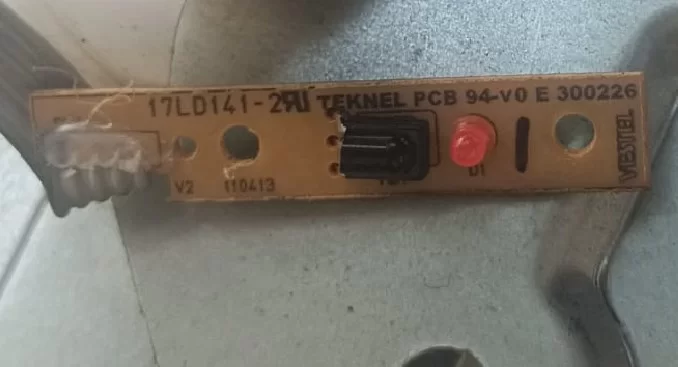 17LD141-2 TEKNEL PCB 94-V0 E 300226
V2 110413
D1
VESTEL